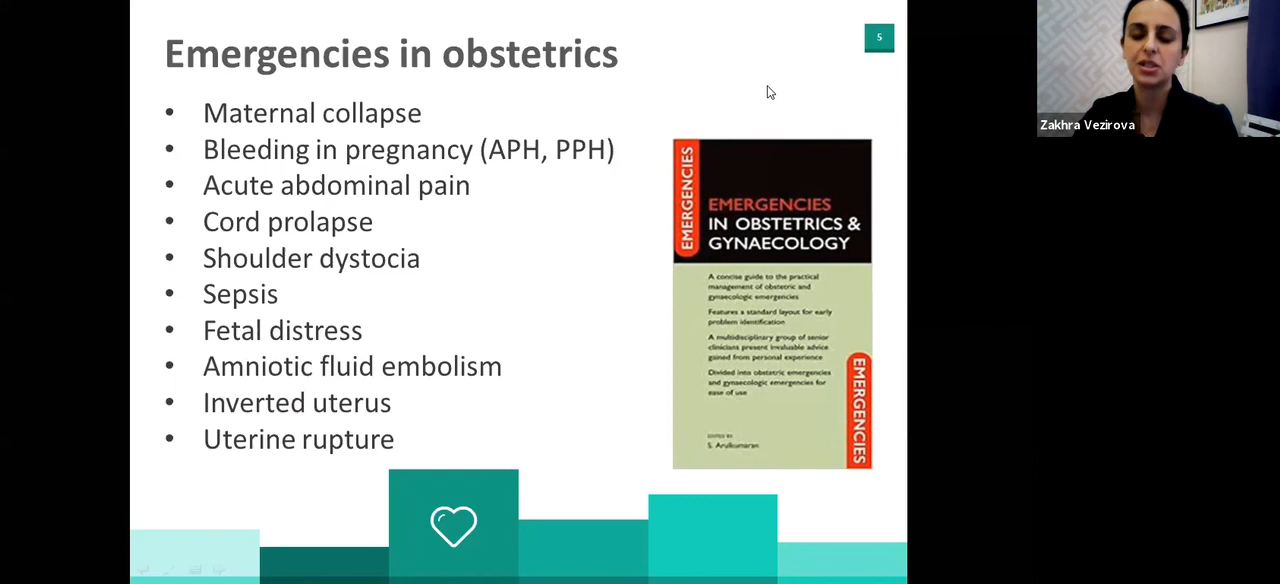 Emergencies in obstetrics
5
• Maternal collapse
• Bleeding in pregnancy (APH, PPH)
• Acute abdominal pain
• Cord prolapse
• Shoulder dystocia
• Sepsis
• Fetal distress
• Amniotic fluid embolism
• Inverted uterus
• Uterine rupture
EMERGENCIES
EMERGENCIES
IN OBSTETRICS &
GYNAECOLOGY
A concise guide to the practical
management of obstetric and
gynaecologic emergencies
Features a standard layout for early
problem identification
A multidisciplinary group of senior
clinicians present invaluable advice
gained from personal experience
Divided into obstetric emergencies
and gynaecologic emergencies for
ease of use
EDITED BY
S. Arulkumaran
EMERGENCIES
Zakhra Vezirova